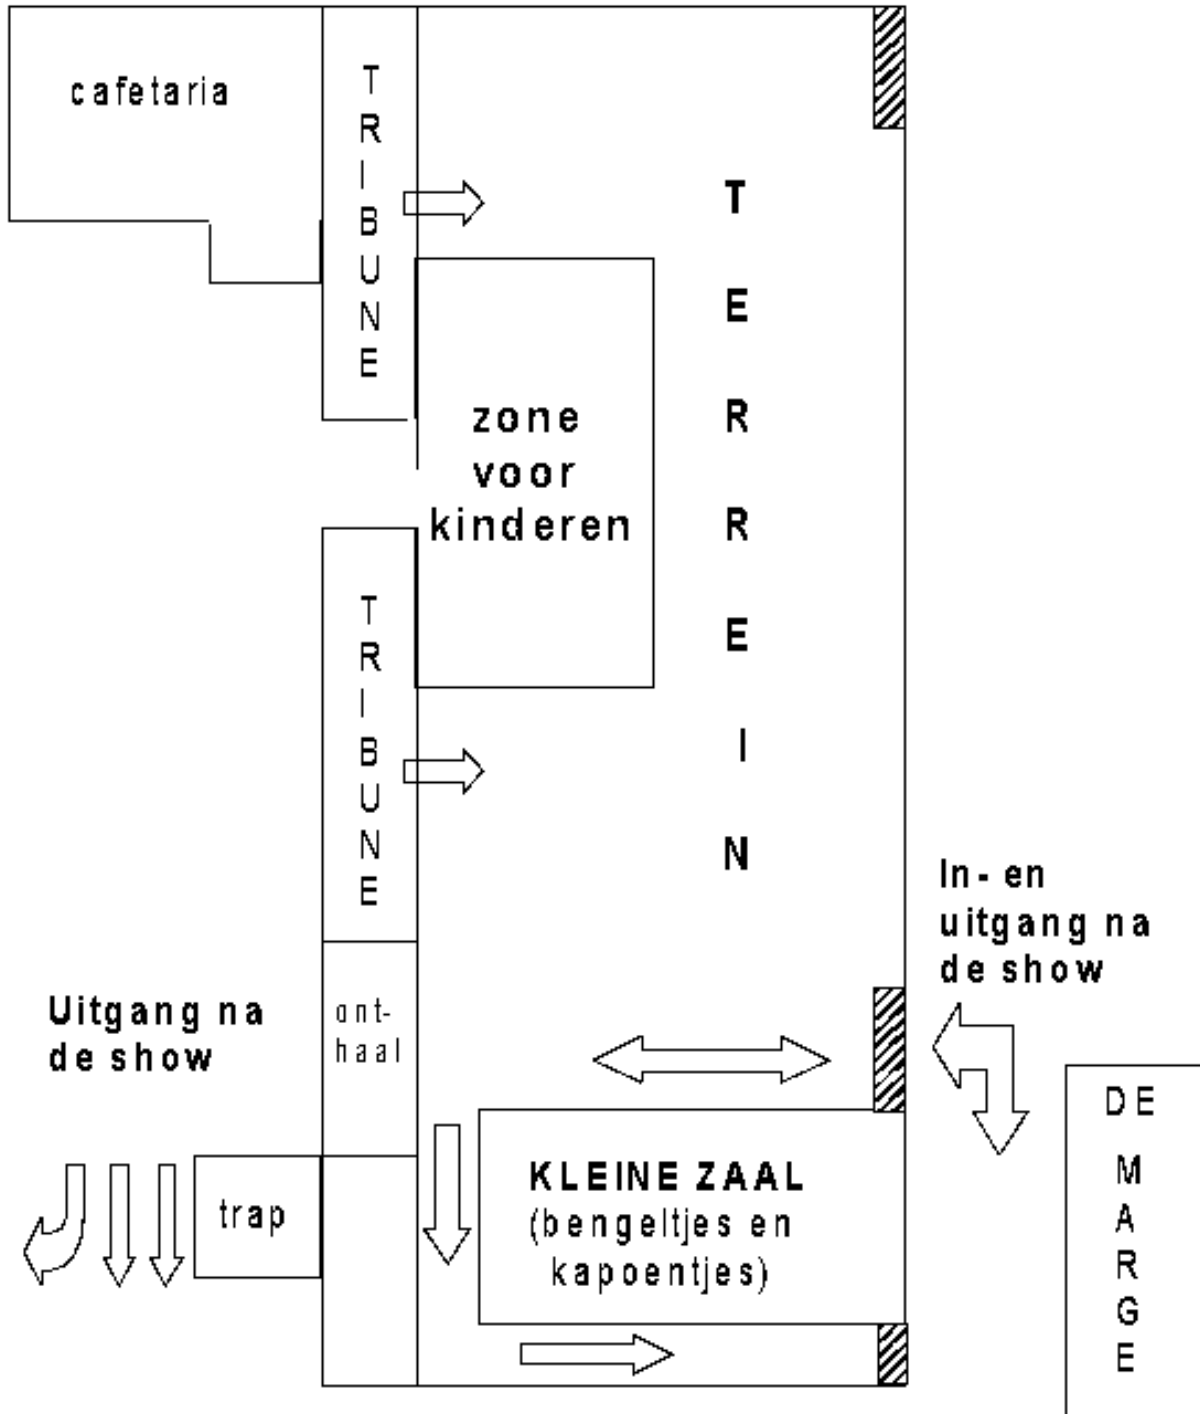 cafetaria
TRIBUNE
TERREIN
zone
voor
kinderen
TRIBUNE
In- en
uitgang na
de show
Uitgang na
de show
ont-
haal
DE
MARGE
trap
KLEINE ZAAL
(bengeltjes en
kapoentjes)